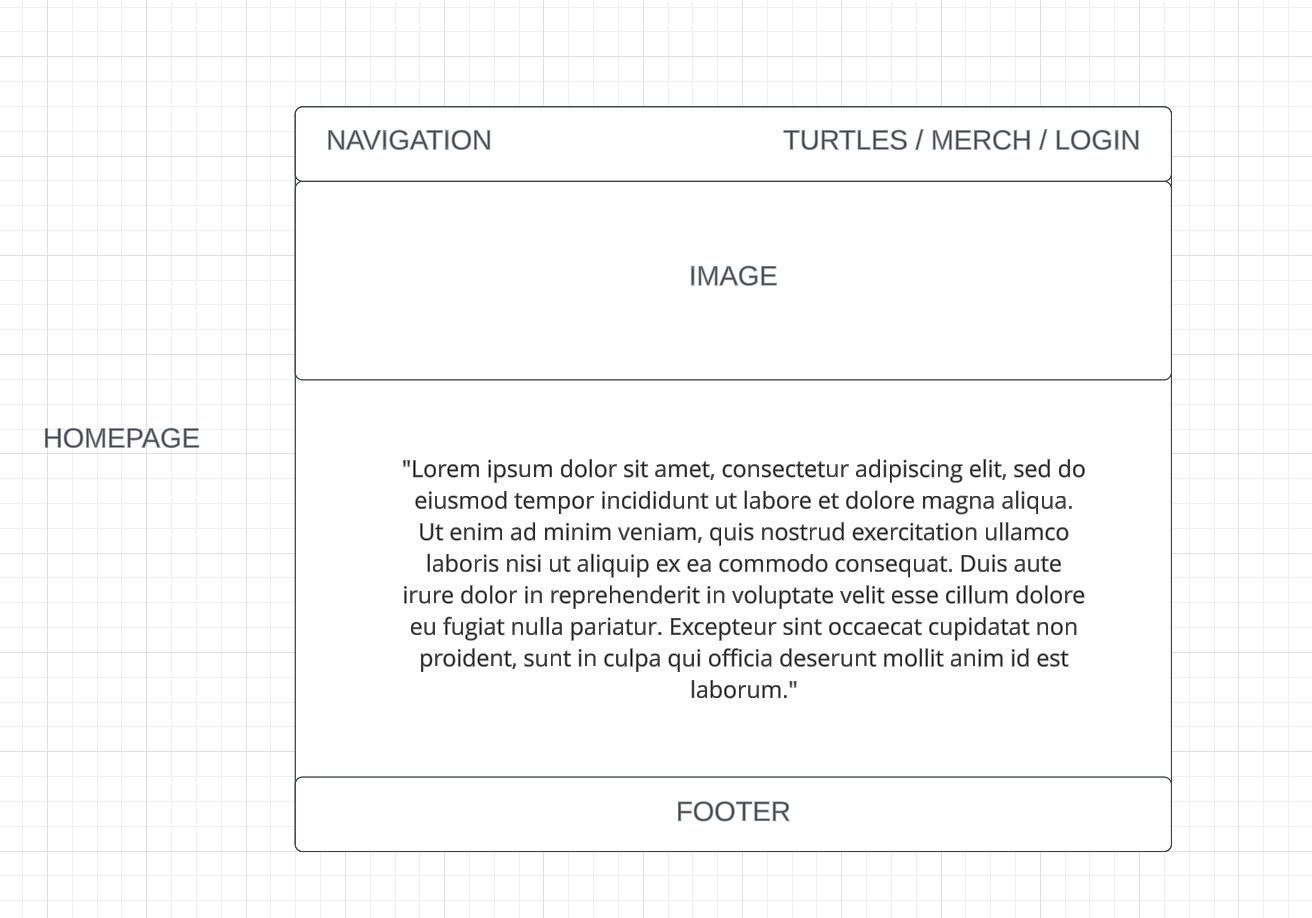 NAVIGATION
TURTLES / MERCH / LOGIN
IMAGE
HOMEPAGE
"Lorem ipsum dolor sit amet, consectetur adipiscing elit, sed do
eiusmod tempor incididunt ut labore et dolore magna aliqua.
Ut enim ad minim veniam, quis nostrud exercitation ullamco
laboris nisi ut aliquip ex ea commodo consequat. Duis aute
irure dolor in reprehenderit in voluptate velit esse cillum dolore
eu fugiat nulla pariatur. Excepteur sint occaecat cupidatat non
proident, sunt in culpa qui officia deserunt mollit anim id est
laborum."
FOOTER